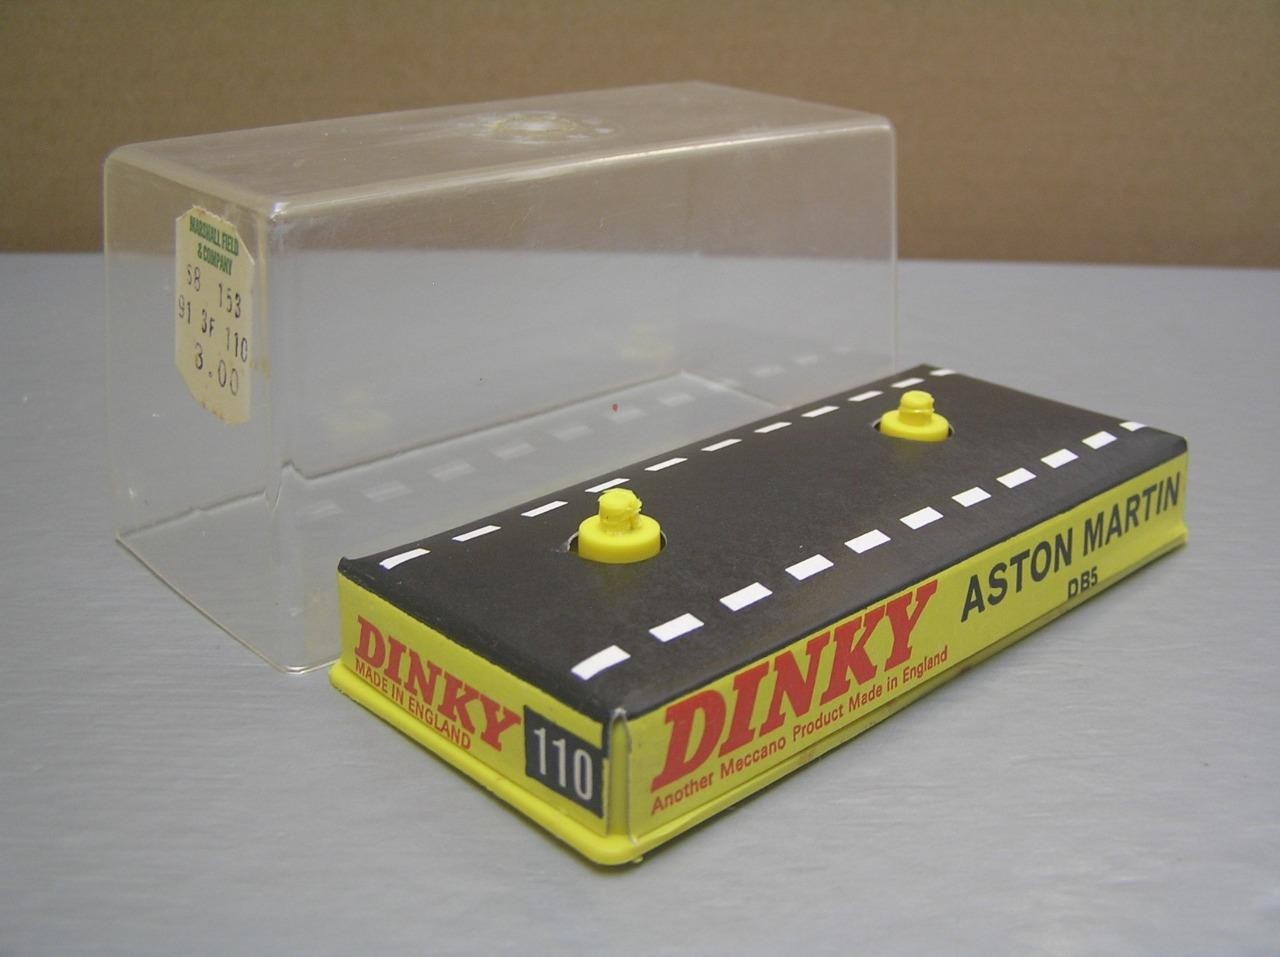 MARSHALL FIELD
& COMPANY
58 153
91 3F 110
3.00
DINKY
MADE IN ENGLAND
110
DINKY
Another Meccano Product Made in England
ASTON MARTIN
DB5